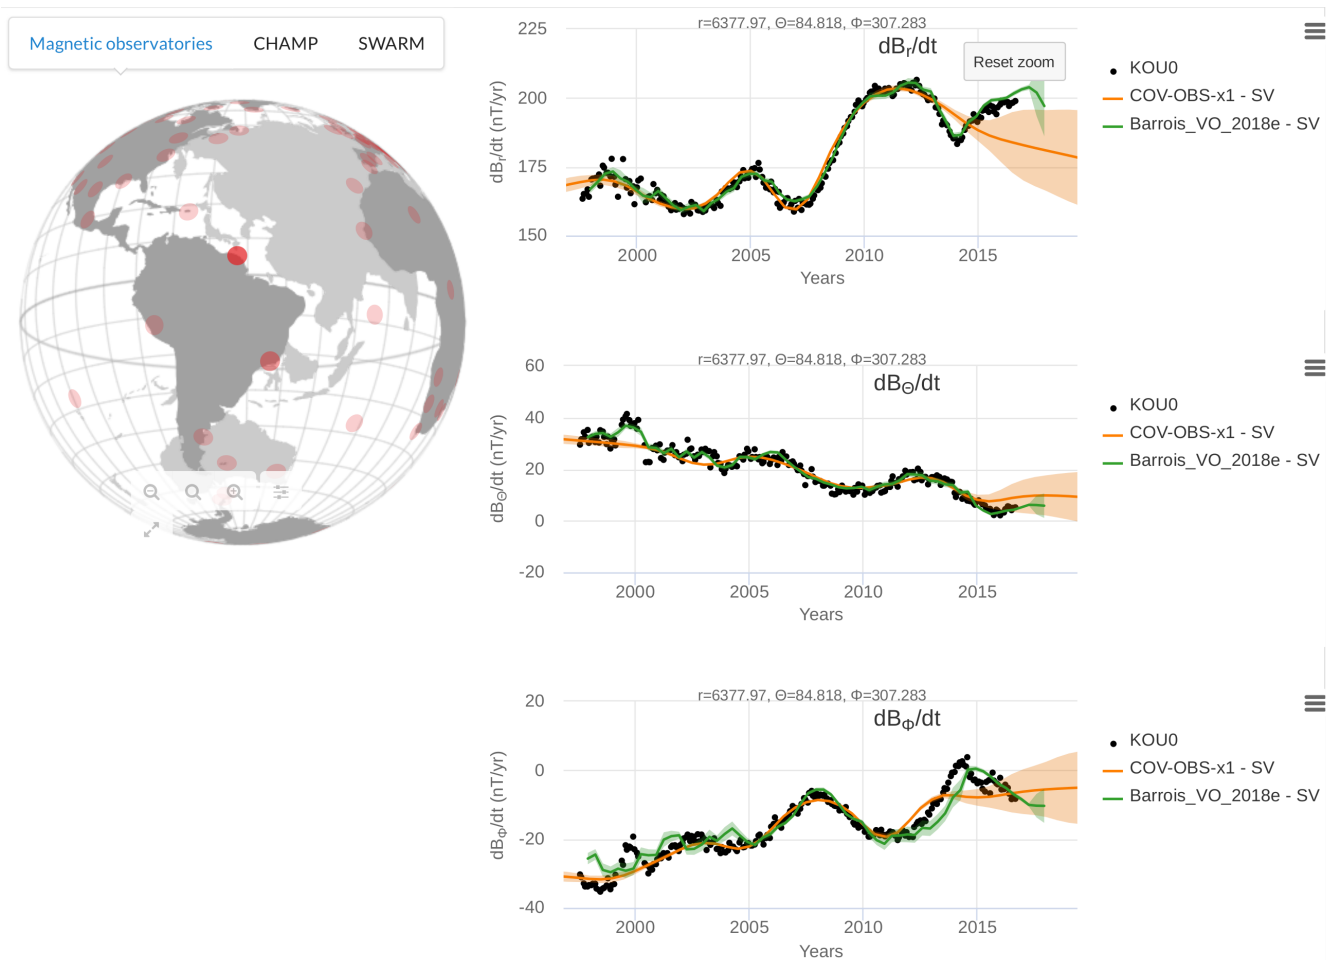 Magnetic observatories CHAMP SWARM
r=6377.97, Θ=84.818, Φ=307.283
dBr/dt
Reset zoom
225
200
175
150
dBr/dt (nT/yr)
2000 2005 2010 2015
Years
KOU0
COV-OBS-x1 - SV
Barrois_VO_2018e - SV
r=6377.97, Θ=84.818, Φ=307.283
dBΘ/dt
60
40
20
0
-20
dBΘ/dt (nT/yr)
2000 2005 2010 2015
Years
KOU0
COV-OBS-x1 - SV
Barrois_VO_2018e - SV
r=6377.97, Θ=84.818, Φ=307.283
dBΦ/dt
20
0
-20
-40
dBΦ/dt (nT/yr)
2000 2005 2010 2015
Years
KOU0
COV-OBS-x1 - SV
Barrois_VO_2018e - SV